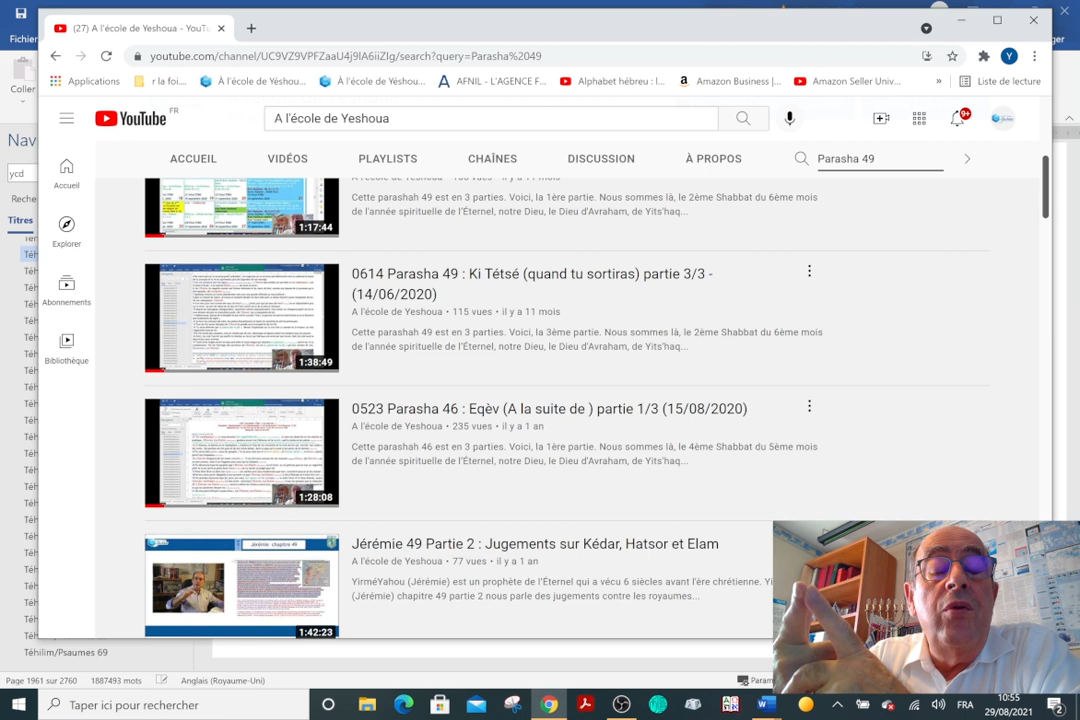 Fichier
(27) A l'école de Yeshoua - YouTu
youtube.com/channel/UC9VZ9VPFZaaU4j9lA6iiZIg/search?query=Parasha%2049
Y
Coller
Applications
r la foi...
À l'école de Yéshou...
À l'école de Yéshou...
AFNIL - L'AGENCE F...
Alphabet hébreu : l...
Amazon Business |...
Amazon Seller Univ...
»
Liste de lecture
YouTube FR
A l'école de Yeshoua
9+
Nav
ycd
Reche
Titres
Accueil
Explorer
Abonnements
Bibliothèque
ACCUEIL
VIDÉOS
PLAYLISTS
CHAÎNES
DISCUSSION
À PROPOS
Parasha 49
Cette parashah 49 est en 3 parties. Voici, la 1ère partie. Nous sommes là, le 2ème Shabbat du 6ème mois
de l'année spirituelle de l'Éternel, notre Dieu, le Dieu d'Avraham, de Yits'haq...
1:17:44
0614 Parasha 49 : Ki Tétsé (quand tu sortiras) partie 3/3 -
(14/06/2020)
A l'école de Yeshoua • 115 vues • il y a 11 mois
Cette parashah 49 est en 3 parties. Voici, la 3ème partie. Nous sommes là, le 2ème Shabbat du 6ème mois
de l'année spirituelle de l'Éternel, notre Dieu, le Dieu d'Avraham, de Yits'haq...
1:38:49
0523 Parasha 46 : Eqèv (A la suite de ) partie 1/3 (15/08/2020)
A l'école de Yeshoua • 235 vues • il y a 1 an
Cette parashah 46 est en 3 parties. Voici, la 1ère partie. Nous sommes là, le 4ème Shabbat du 5ème mois
de l'année spirituelle de l'Éternel, notre Dieu, le Dieu d'Avraham, de Yits'haq...
1:28:08
Jérémie 49 Partie 2 : Jugements sur Kédar, Hatsor et Elam
A l'école de Yeshoua • 77 vues • il y a 1 an
YirméYahou (Jérémie) est un prophète de l'Éternel qui a vécu 6 siècles avant l'ère chrétienne. Yi
Jérémie) chapitre 49 partie 2 nous parle des jugements contre les royaumes...
Jérémie chapitre 49
1:42:23
Téhilim/Psaumes 69
Page 1961 sur 2760
1887493 mots
Anglais (Royaume-Uni)
Param
Taper ici pour rechercher
FRA
10:55
29/08/2021
2